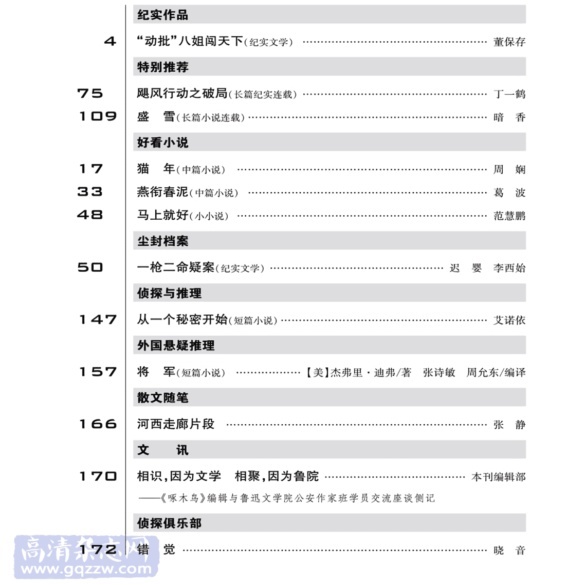 纪实作品
4 “动批”八姐闯天下(纪实文学) 董保存
特别推荐
75 飓风行动之破局(长篇纪实连载) 丁一鹤
109 盛 雪(长篇小说连载) 暗 香
好看小说
17 猫 年(中篇小说) 周 娴
33 燕衔春泥(中篇小说) 葛 波
48 马上就好(小小说) 范慧鹏
尘封档案
50 一枪二命疑案(纪实文学) 迟 婴 李西始
侦探与推理
147 从一个秘密开始(短篇小说) 艾诺依
外国悬疑推理
157 将 军(短篇小说) 【美】杰弗里·迪弗/著 张诗敏 周允东/编译
散文随笔
166 河西走廊片段 张 静
文 讯
170 相识,因为文学 相聚,因为鲁院 本刊编辑部
——《啄木鸟》编辑与鲁迅文学院公安作家班学员交流座谈侧记
侦探俱乐部
172 错 觉 晓 音
高清杂志网
www.gqzzw.com